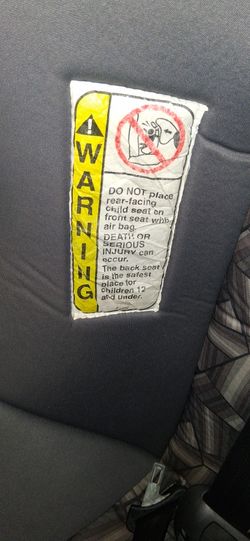 WARNING
DO NOT place
rear-facing
child seat on
front seat with
air bag.
DEATH OR
SERIOUS
INJURY can
occur.
The back seat
is the safest
place for
children 12
and under.